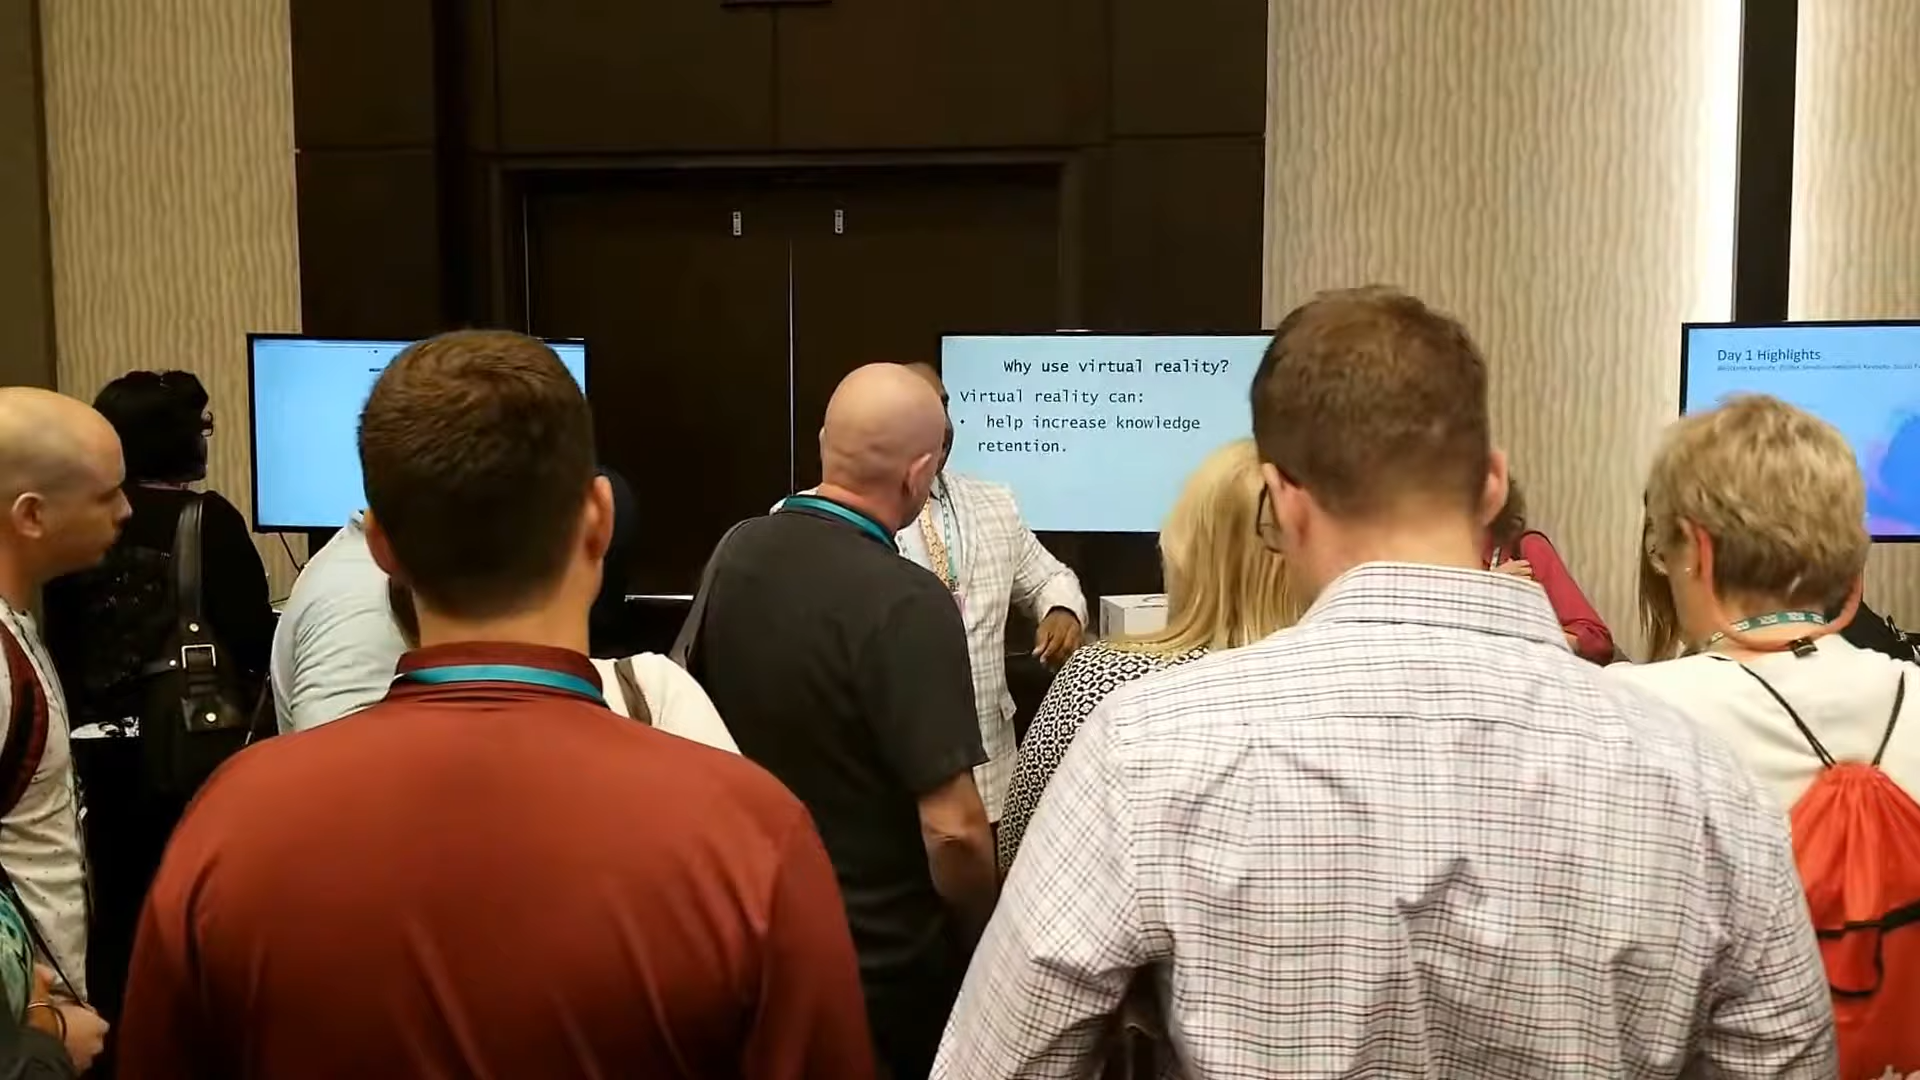 Why use virtual reality?
Virtual reality can:
• help increase knowledge
retention.
Day 1 Highlights